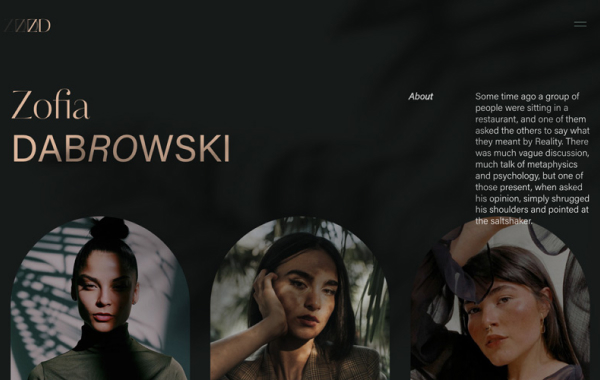 Zofia
DABROWSKI
About
Some time ago a group of
people were sitting in a
restaurant, and one of them
asked the others to say what
they meant by Reality. There
was much vague discussion,
much talk of metaphysics
and psychology, but one of
those present, when asked
his opinion, simply shrugged
his shoulders and pointed at
the saltshaker.